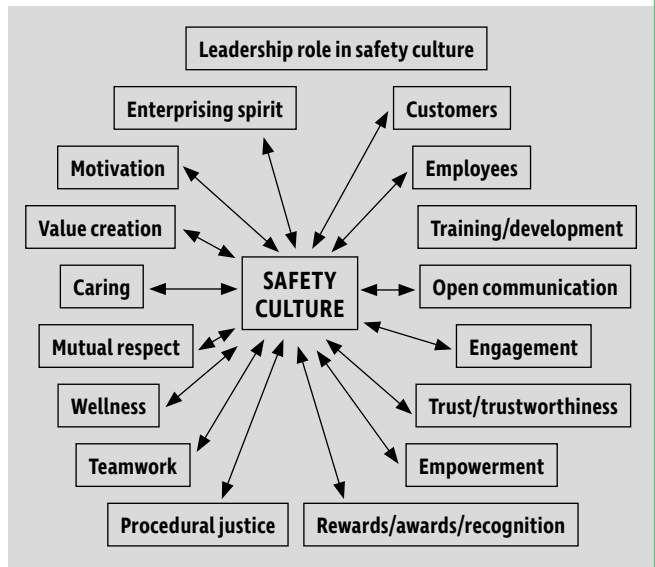 Leadership role in safety culture
Enterprising spirit
Customers
Motivation
Employees
Value creation
Training/development
SAFETY
CULTURE
Caring
Open communication
Mutual respect
Engagement
Wellness
Trust/trustworthiness
Teamwork
Empowerment
Procedural justice
Rewards/awards/recognition